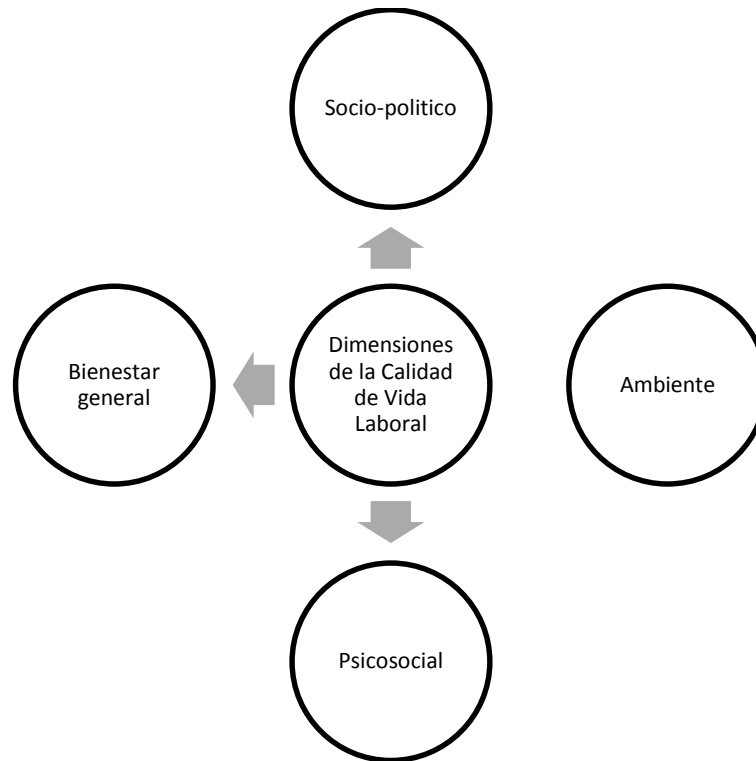 Socio-politico
Bienestar
general
Dimensiones
de la Calidad
de Vida
Laboral
Ambiente
Psicosocial